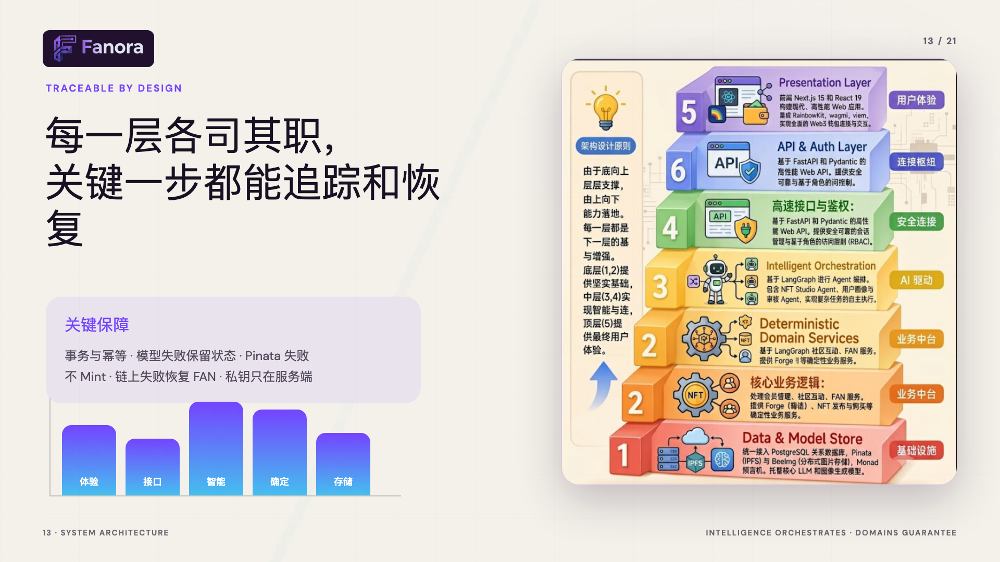 Fanora
13 / 21
TRACEABLE BY DESIGN
每一层各司其职，
关键一步都能追踪和恢
复
关键保障
事务与幂等 · 模型失败保留状态 · Pinata 失败
不 Mint · 链上失败恢复 FAN · 私钥只在服务端
体验
接口
智能
确定
存储
架构设计原则
由于底向上
层层支撑，
由上向下
能力落地。
每一层都是
下一层的基
与增强。
底层(1,2)提
供坚实基础，
中层(3,4)实
现智能与连，
顶层(5)提
供最终用户
体验。
5
Presentation Layer
前端 Next.js 15 和 React 19
构建现代、高性能 Web 应用。
集成 RainbowKit, wagmi, viem,
实现全面的 Web3 钱包连接与交互。
用户体验
6
API
API & Auth Layer
基于 FastAPI 和 Pydantic 的
高性能 Web API。提供安全
可靠与基于角色的问控制。
连接枢纽
4
API
高速接口与鉴权：
基于 FastAPI 和 Pydantic 的高性
能 Web API。提供安全可靠的会话
管理与基于角色的访问控制 (RBAC)。
安全连接
3
Intelligent Orchestration
基于 LangGraph 进行 Agent 编排。
包含 NFT Studio Agent、用户画像与
审核 Agent，实现复杂任务的自主执行。
AI 驱动
2
NFT
Deterministic
Domain Services
基于 LangGraph 社区互动、FAN 服务。
提供 Forge 等确定性业务服务。
业务中台
2
NFT
核心业务逻辑：
处理会员管理、社区互动、FAN 服务。
提供 Forge（铸造）、NFT 发布与购买等
确定性业务服务。
业务中台
1
IPFS
Data & Model Store
统一接入 PostgreSQL 关系数据库，Pinata
(IPFS) 与 BeeImg (分布式图片存储)，Monad
预言机。托管核心 LLM 和图像生成模型。
基础设施
13 · SYSTEM ARCHITECTURE
INTELLIGENCE ORCHESTRATES · DOMAINS GUARANTEE